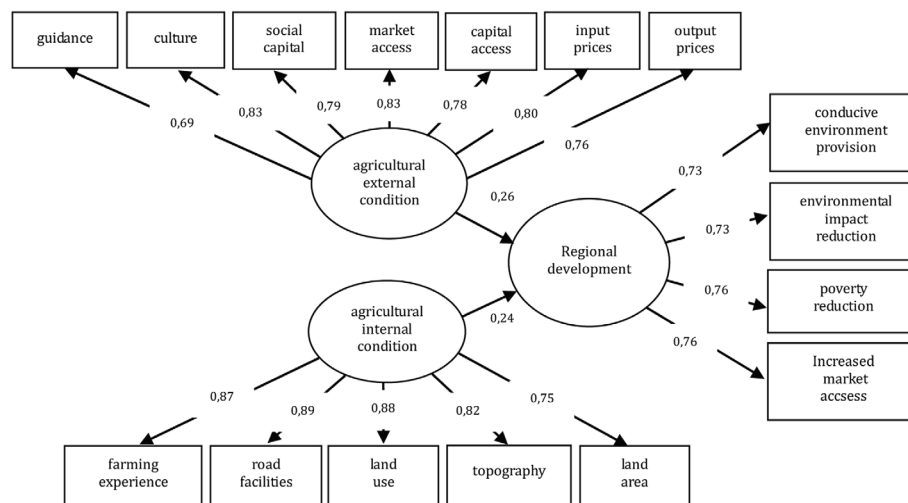 guidance
culture
social
capital
market
access
capital
access
input
prices
output
prices
0,69
0,83
0,79
0,83
0,78
0,80
0,76
agricultural
external
condition
0,26
conducive
environment
provision
0,73
environmental
impact
reduction
0,73
Regional
development
poverty
reduction
0,76
Increased
market
accsess
0,76
agricultural
internal
condition
0,24
0,87
0,89
0,88
0,82
0,75
farming
experience
road
facilities
land
use
topography
land
area